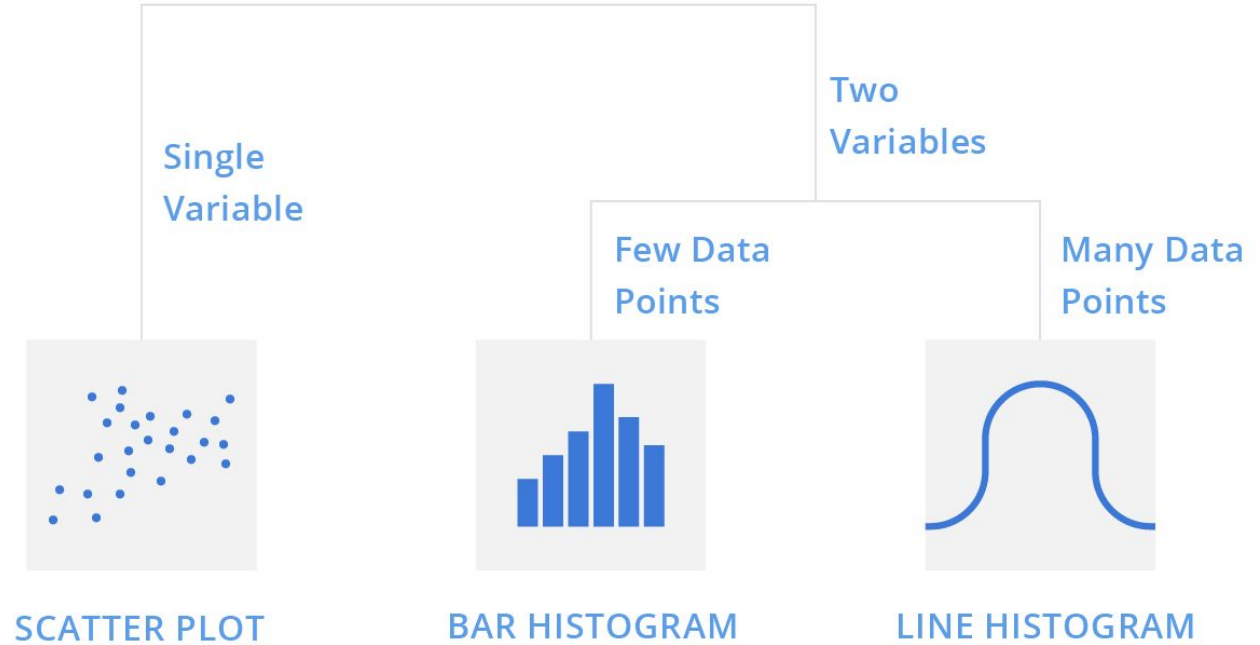 Two
Variables
Single
Variable
Few Data
Points
Many Data
Points
SCATTER PLOT
BAR HISTOGRAM
LINE HISTOGRAM